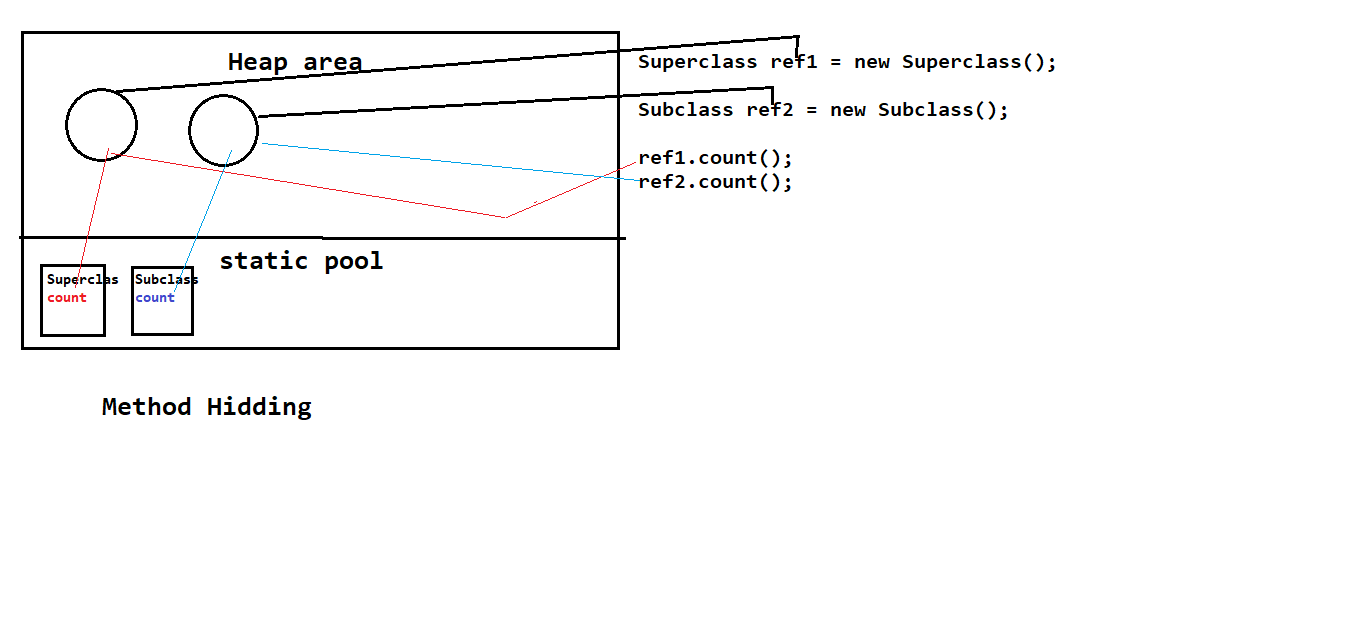 Heap area
Superclass ref1 = new Superclass();
Subclass ref2 = new Subclass();
ref1.count();
ref2.count();
static pool
Superclas
count
Subclass
count
Method Hidding